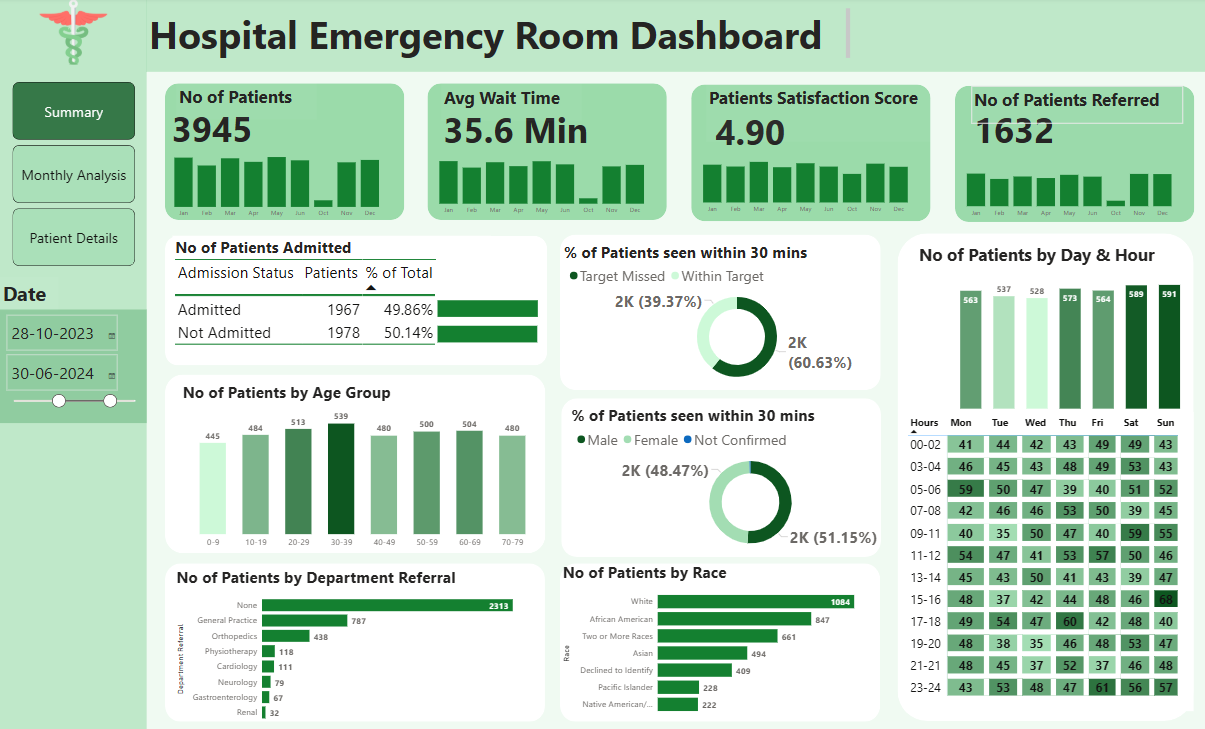 Hospital Emergency Room Dashboard
Summary
Monthly Analysis
Patient Details
Date
28-10-2023
30-06-2024
No of Patients
3945
Jan Feb Mar Apr May Jun Oct Nov Dec
Avg Wait Time
35.6 Min
Jan Feb Mar Apr May Jun Oct Nov Dec
Patients Satisfaction Score
4.90
Jan Feb Mar Apr May Jun Oct Nov Dec
No of Patients Referred
1632
Jan Feb Mar Apr May Jun Oct Nov Dec
No of Patients Admitted
Admission Status Patients % of Total
Admitted 1967 49.86%
Not Admitted 1978 50.14%
No of Patients by Age Group
445 484 513 539 480 500 504 480
0-9 10-19 20-29 30-39 40-49 50-59 60-69 70-79
No of Patients by Department Referral
Department Referral
None 2313
General Practice 787
Orthopedics 438
Physiotherapy 118
Cardiology 111
Neurology 79
Gastroenterology 67
Renal 32
% of Patients seen within 30 mins
Target Missed Within Target
2K (39.37%)
2K
(60.63%)
% of Patients seen within 30 mins
Male Female Not Confirmed
2K (48.47%)
2K (51.15%)
No of Patients by Race
Race
White 1084
African American 847
Two or More Races 661
Asian 494
Declined to Identify 409
Pacific Islander 228
Native American/... 222
No of Patients by Day & Hour
563 537 528 573 564 589 591
Hours Mon Tue Wed Thu Fri Sat Sun
00-02 41 44 42 43 49 49 43
03-04 46 45 43 48 49 53 43
05-06 59 50 47 39 40 51 52
07-08 42 46 46 53 50 39 45
09-11 40 35 50 47 40 59 55
11-12 54 47 41 53 57 50 46
13-14 45 43 50 41 43 39 47
15-16 48 37 42 44 48 46 68
17-18 49 54 47 60 42 48 40
19-20 48 38 35 46 48 53 47
21-21 48 45 37 52 37 46 48
23-24 43 53 48 47 61 56 57